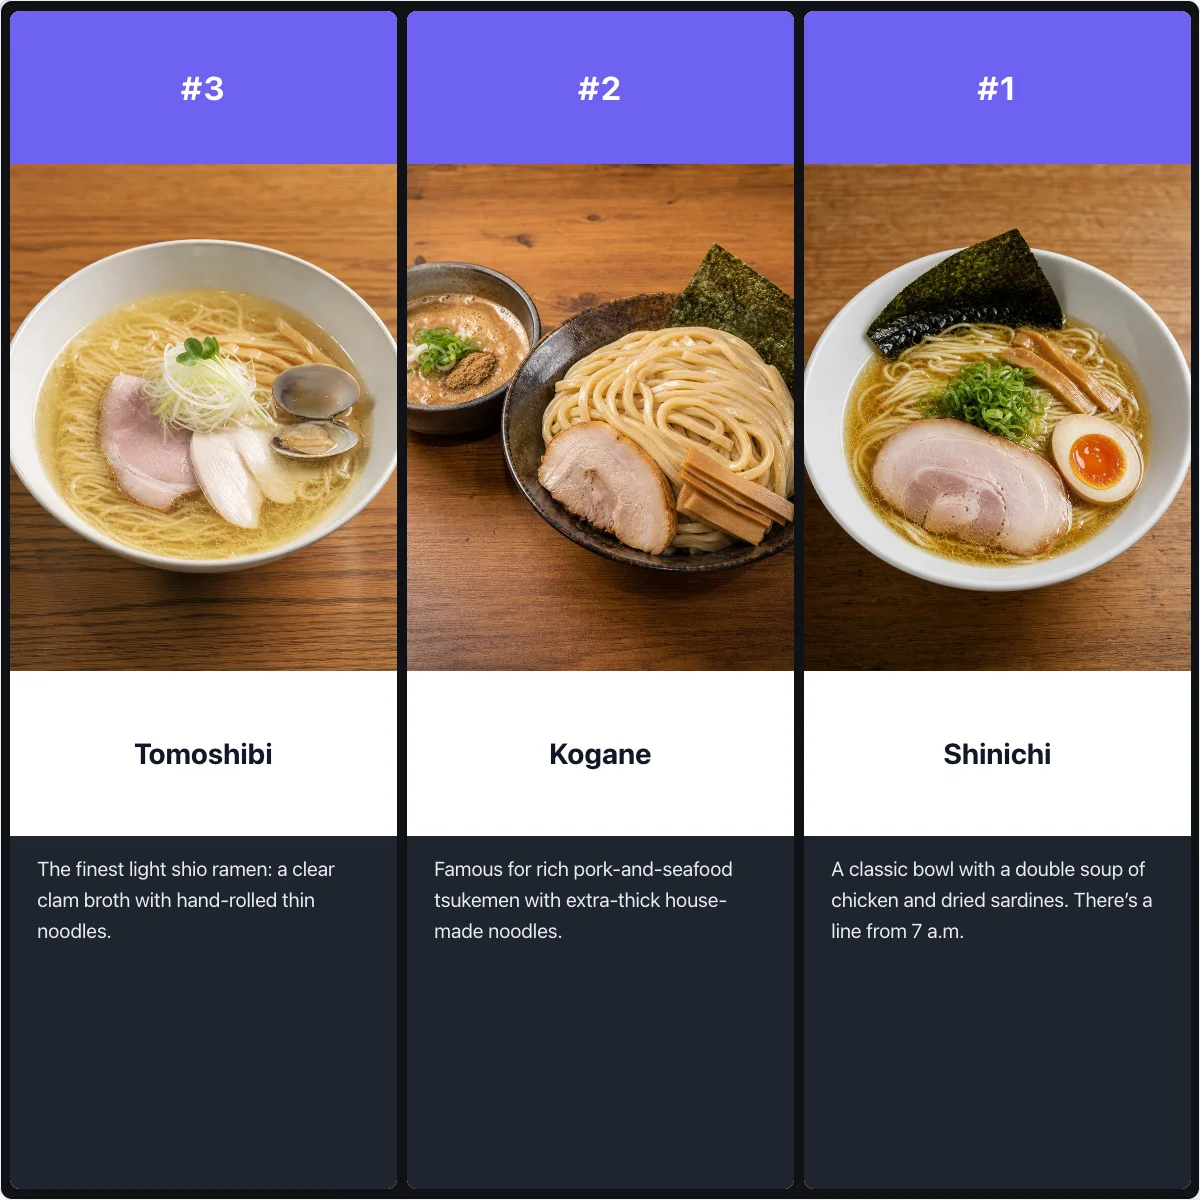 #3
Tomoshibi
The finest light shio ramen: a clear
clam broth with hand-rolled thin
noodles.
#2
Kogane
Famous for rich pork-and-seafood
tsukemen with extra-thick house-
made noodles.
#1
Shinichi
A classic bowl with a double soup of
chicken and dried sardines. There’s a
line from 7 a.m.